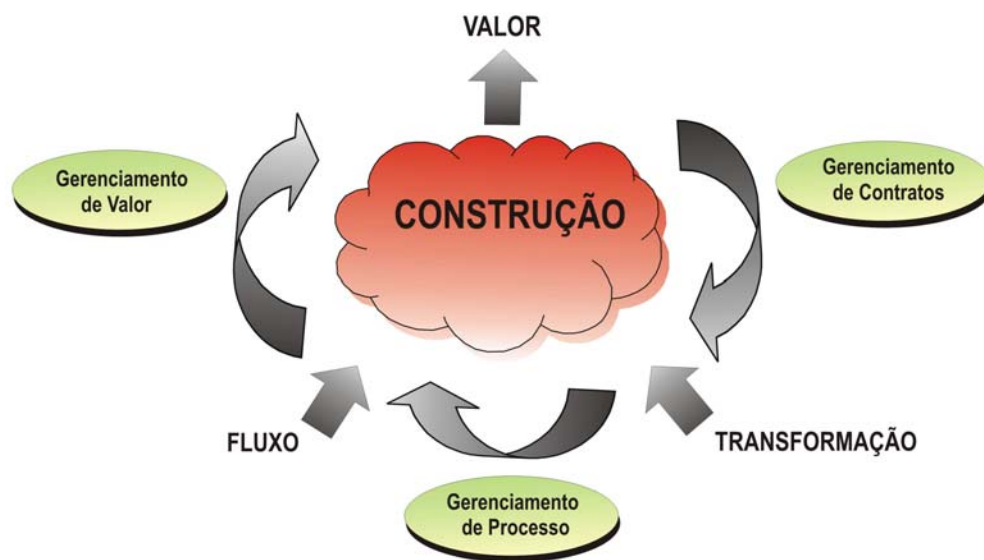 VALOR
Gerenciamento
de Valor
CONSTRUÇÃO
Gerenciamento
de Contratos
FLUXO
TRANSFORMAÇÃO
Gerenciamento
de Processo